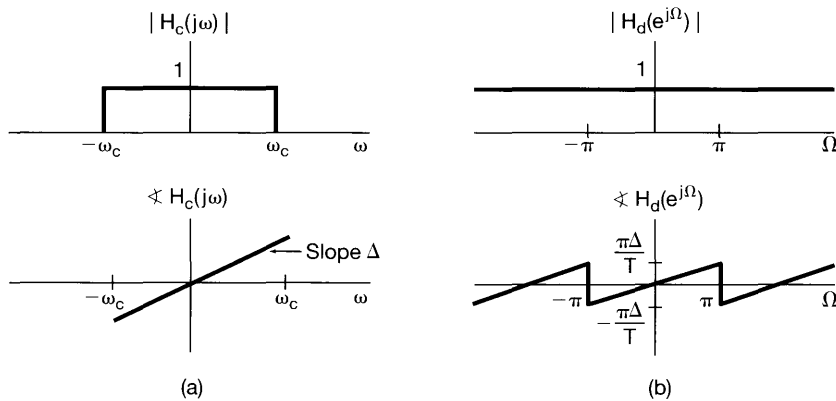 | H_c(jω) |
1
−ω_c ω_c ω
∢ H_c(jω)
Slope Δ
−ω_c ω_c ω
(a)
| H_d(e^{jΩ}) |
1
−π π Ω
∢ H_d(e^{jΩ})
πΔ/T
−π π Ω
−πΔ/T
(b)